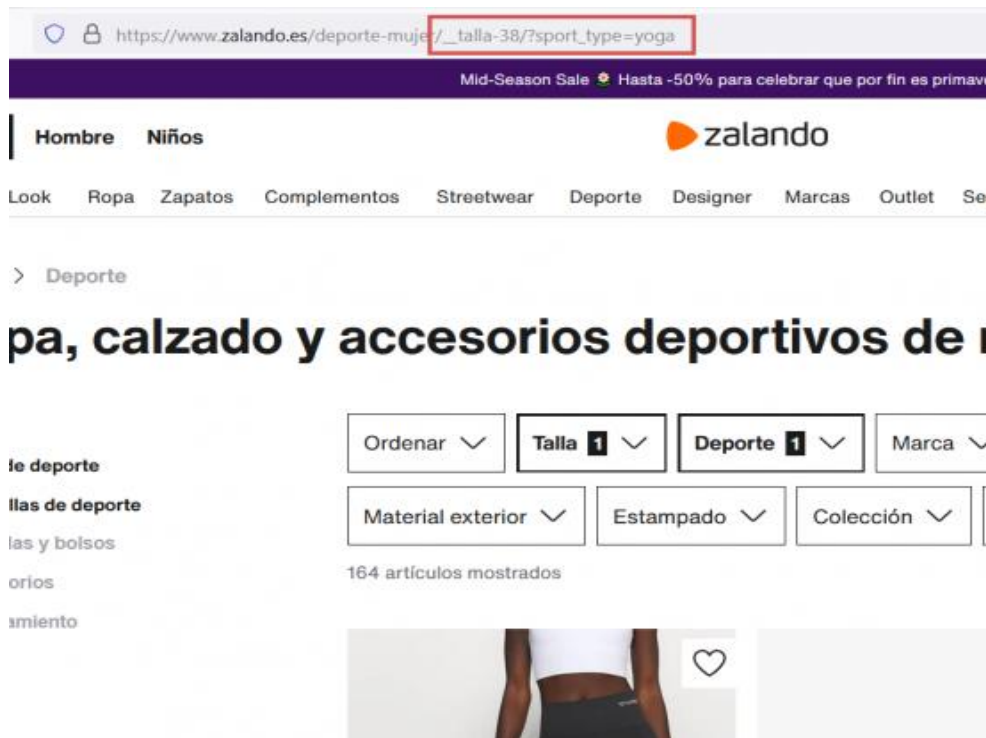 https://www.zalando.es/deporte-mujer/__talla-38/?sport_type=yoga
Mid-Season Sale Hasta -50% para celebrar que por fin es primave
Hombre Niños zalando
Look Ropa Zapatos Complementos Streetwear Deporte Designer Marcas Outlet Se
> Deporte
pa, calzado y accesorios deportivos de
Ordenar Talla 1 Deporte 1 Marca
de deporte
llas de deporte
Material exterior Estampado Colección
las y bolsos
orios
164 artículos mostrados
amiento